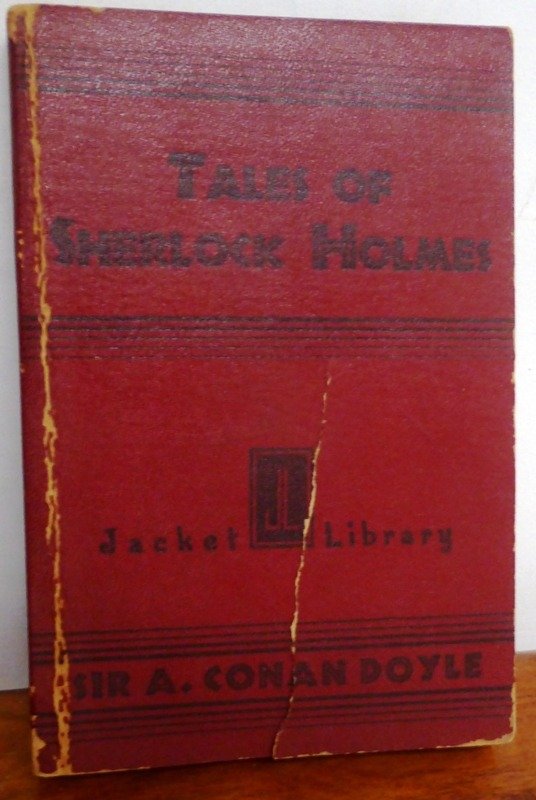 TALES OF
SHERLOCK HOLMES
JL
Jacket Library
SIR A. CONAN DOYLE